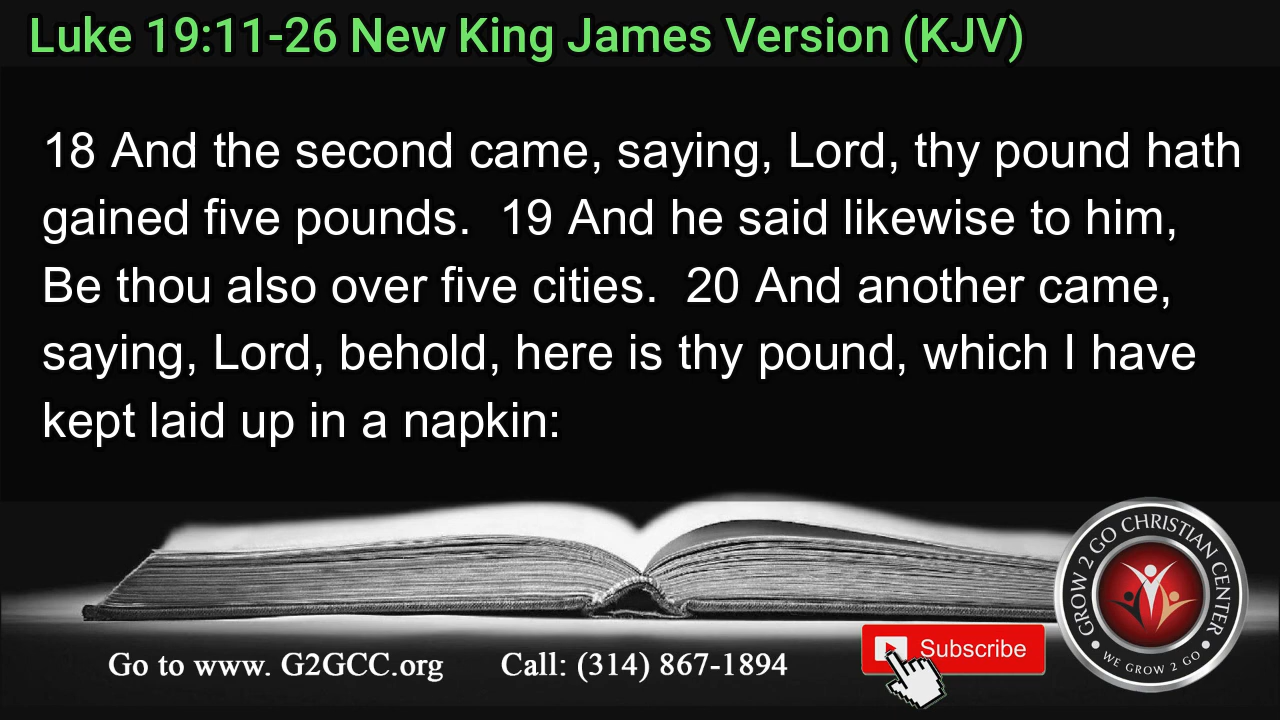 Luke 19:11-26 New King James Version (KJV)
18 And the second came, saying, Lord, thy pound hath
gained five pounds.  19 And he said likewise to him,
Be thou also over five cities.  20 And another came,
saying, Lord, behold, here is thy pound, which I have
kept laid up in a napkin:
GROW 2 GO CHRISTIAN CENTER
• WE GROW 2 GO •
Subscribe
Go to www. G2GCC.org Call: (314) 867-1894